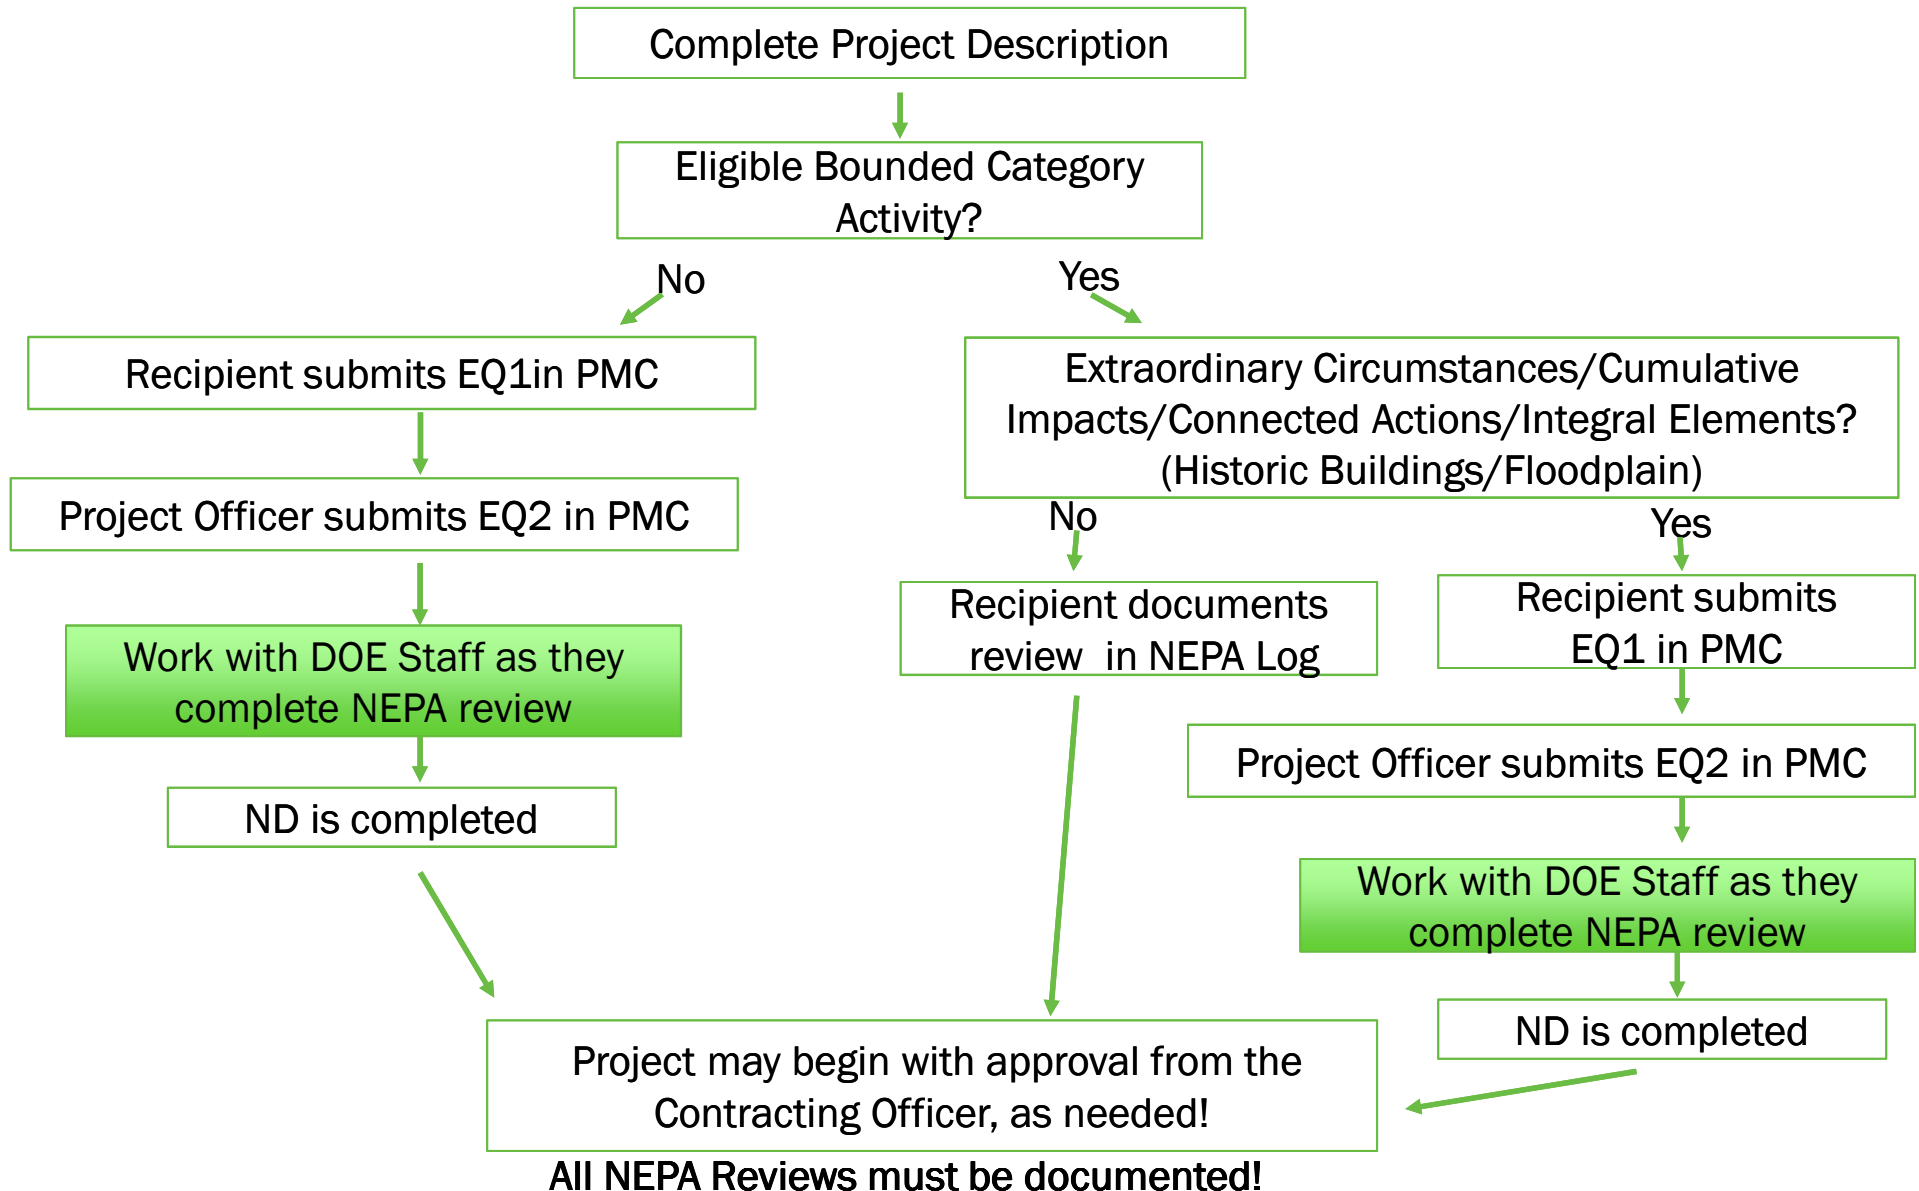 Complete Project Description
Eligible Bounded Category
Activity?
No
Yes
Recipient submits EQ1in PMC
Project Officer submits EQ2 in PMC
Work with DOE Staff as they
complete NEPA review
ND is completed
Extraordinary Circumstances/Cumulative
Impacts/Connected Actions/Integral Elements?
(Historic Buildings/Floodplain)
No
Yes
Recipient documents
review in NEPA Log
Recipient submits
EQ1 in PMC
Project Officer submits EQ2 in PMC
Work with DOE Staff as they
complete NEPA review
ND is completed
Project may begin with approval from the
Contracting Officer, as needed!
All NEPA Reviews must be documented!